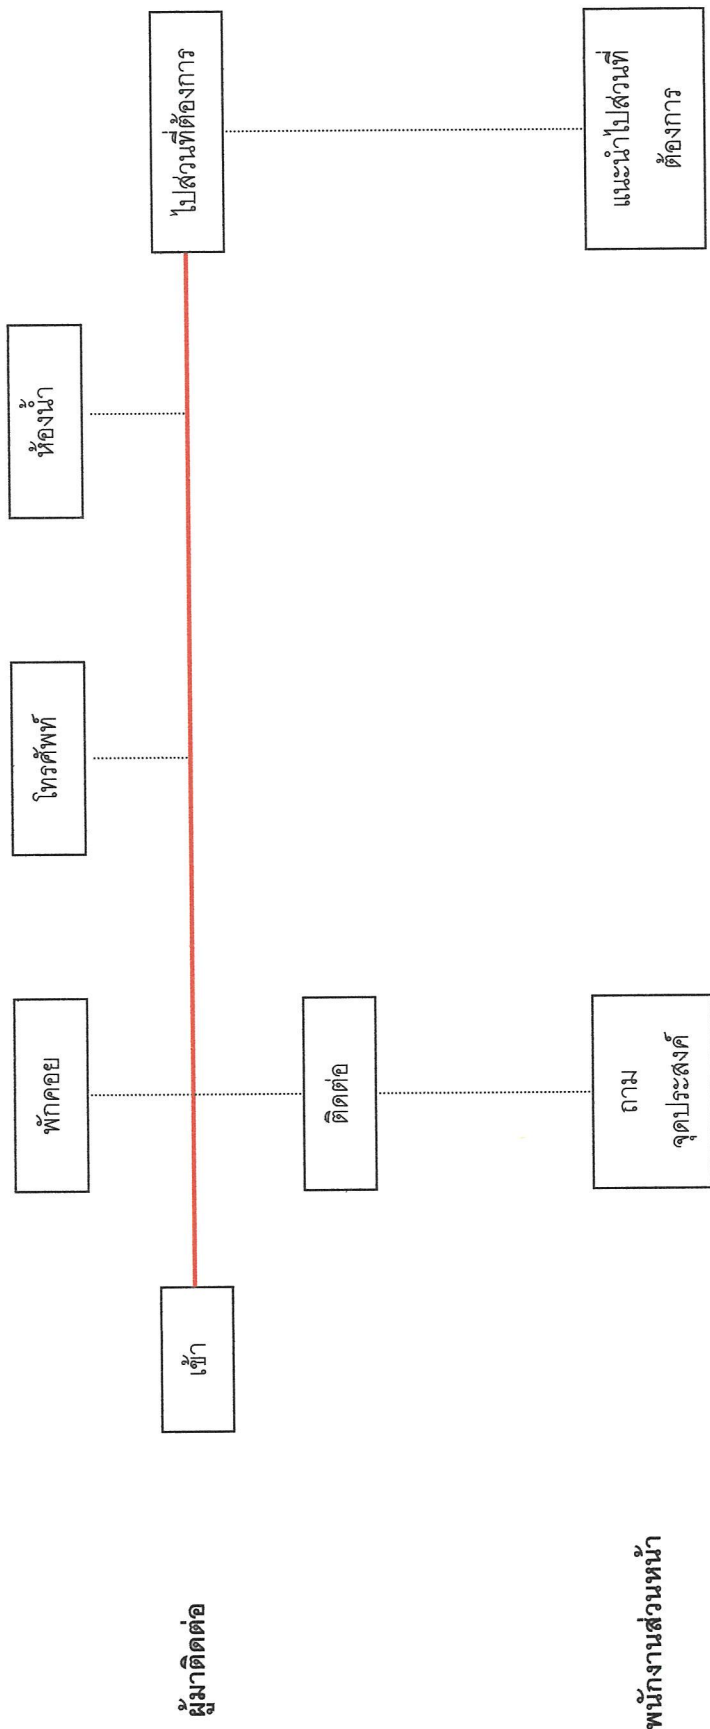 พักคอย
โทรศัพท์
ห้องน้ำ
ผู้มาติดต่อ
เข้า
ไปส่วนที่ต้องการ
ติดต่อ
พนักงานส่วนหน้า
ถาม
จุดประสงค์
แนะนำไปส่วนที่
ต้องการ